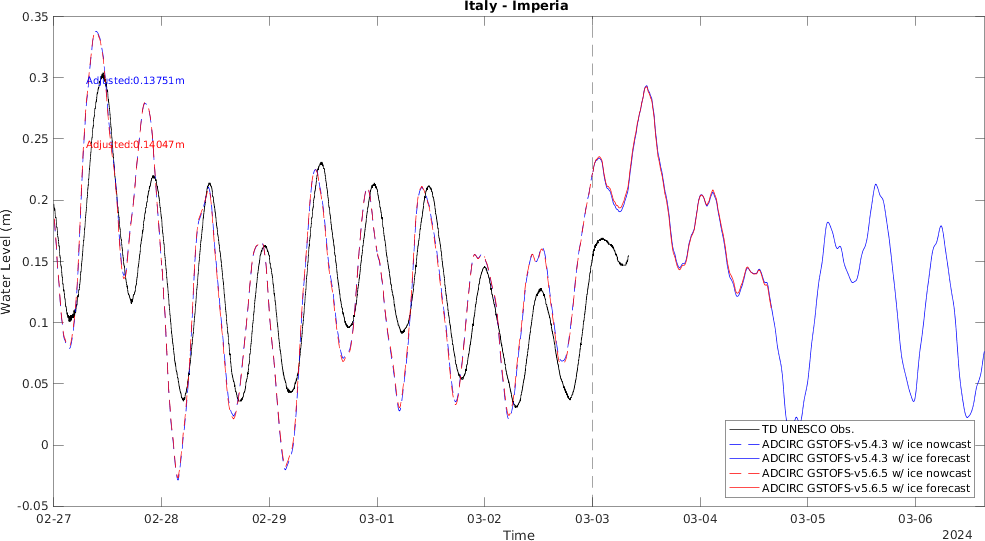 Italy - Imperia
0.35
0.3
0.25
0.2
0.15
0.1
0.05
0
-0.05
Water Level (m)
Adjusted:0.13751m
Adjusted:0.14047m
TD UNESCO Obs.
ADCIRC GSTOFS-v5.4.3 w/ ice nowcast
ADCIRC GSTOFS-v5.4.3 w/ ice forecast
ADCIRC GSTOFS-v5.6.5 w/ ice nowcast
ADCIRC GSTOFS-v5.6.5 w/ ice forecast
02-27 02-28 02-29 03-01 03-02 03-03 03-04 03-05 03-06
Time
2024